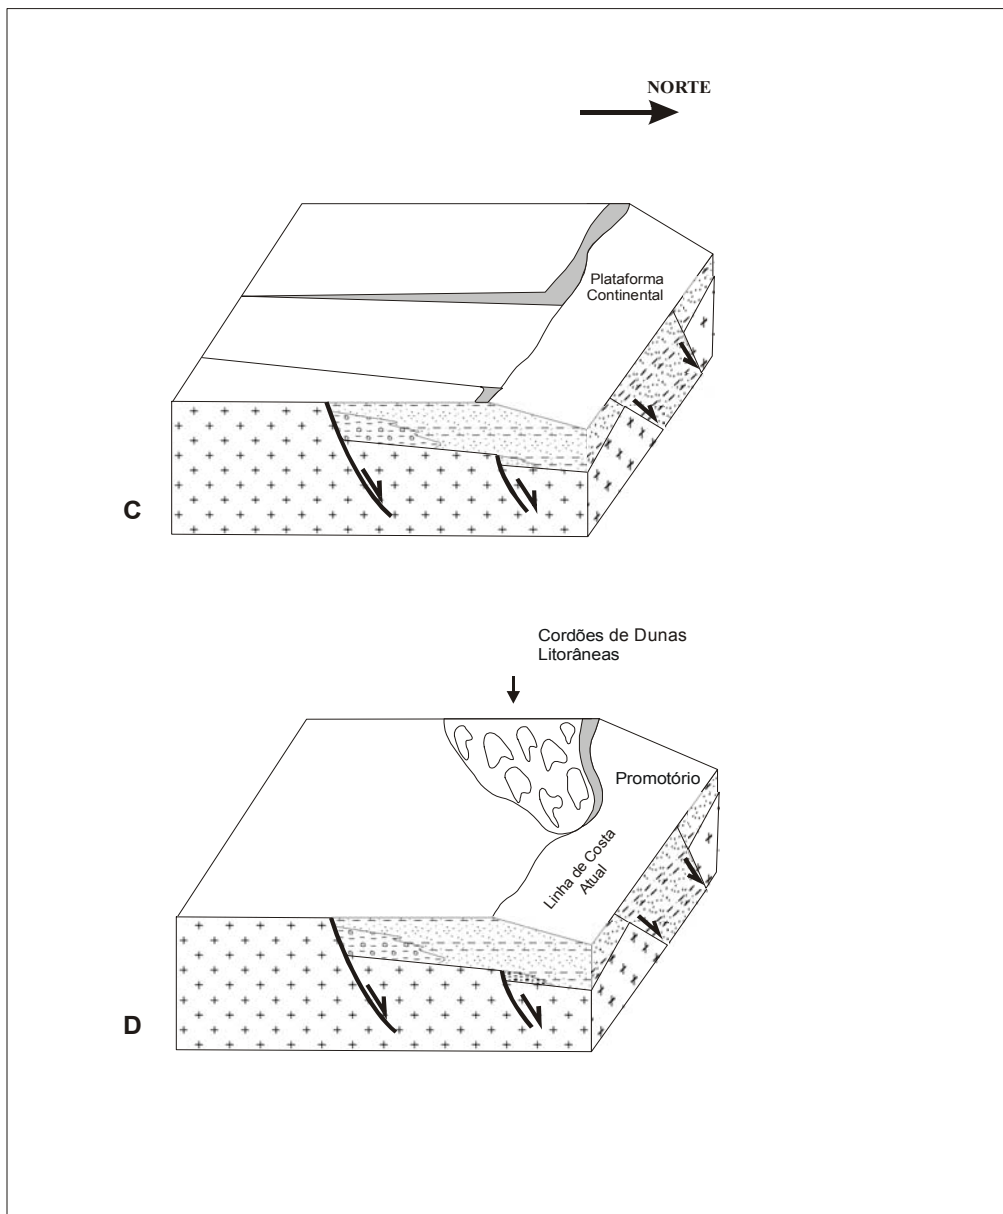 NORTE
Plataforma
Continental
C
Cordões de Dunas
Litorâneas
Promotório
Linha de Costa
Atual
D